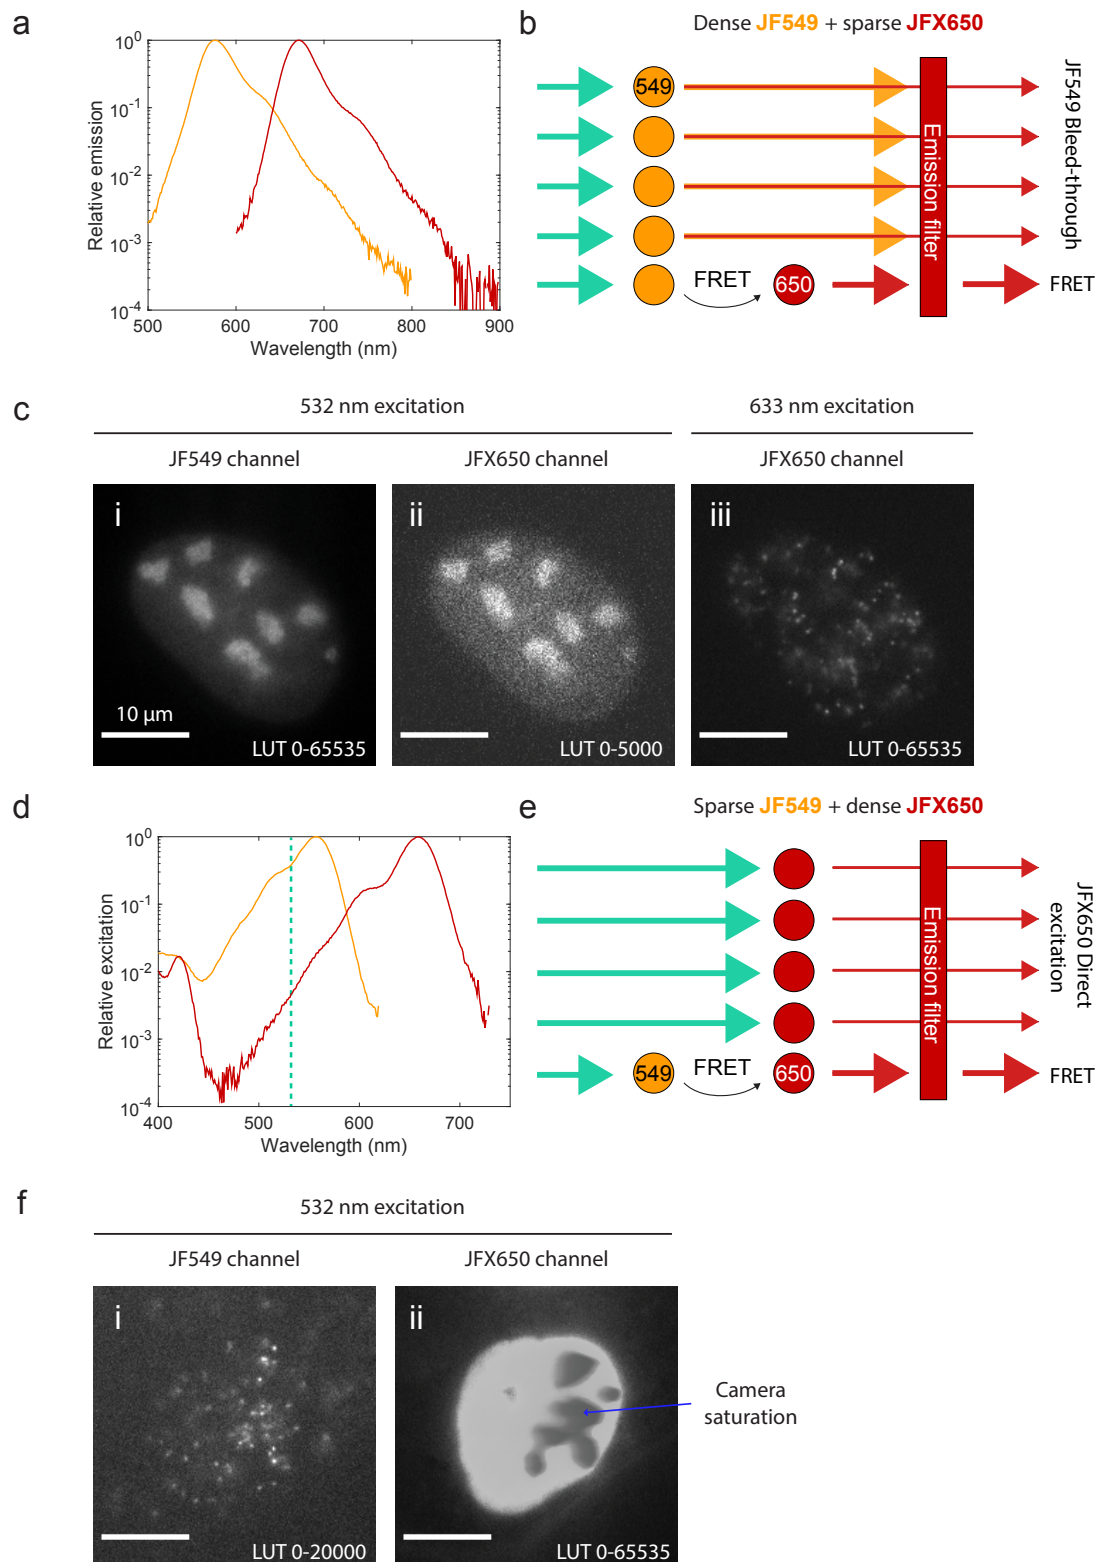 a
10^0
10^-1
10^-2
10^-3
10^-4
Relative emission
500
600
700
800
900
Wavelength (nm)
b
Dense JF549 + sparse JFX650
549
FRET
650
Emission filter
JF549 Bleed-through
FRET
c
532 nm excitation
633 nm excitation
JF549 channel
JFX650 channel
JFX650 channel
i
10 µm
LUT 0-65535
ii
LUT 0-5000
iii
LUT 0-65535
d
10^0
10^-1
10^-2
10^-3
10^-4
Relative excitation
400
500
600
700
Wavelength (nm)
e
Sparse JF549 + dense JFX650
549
FRET
650
Emission filter
JFX650 Direct
excitation
FRET
f
532 nm excitation
JF549 channel
JFX650 channel
i
LUT 0-20000
ii
LUT 0-65535
Camera
saturation